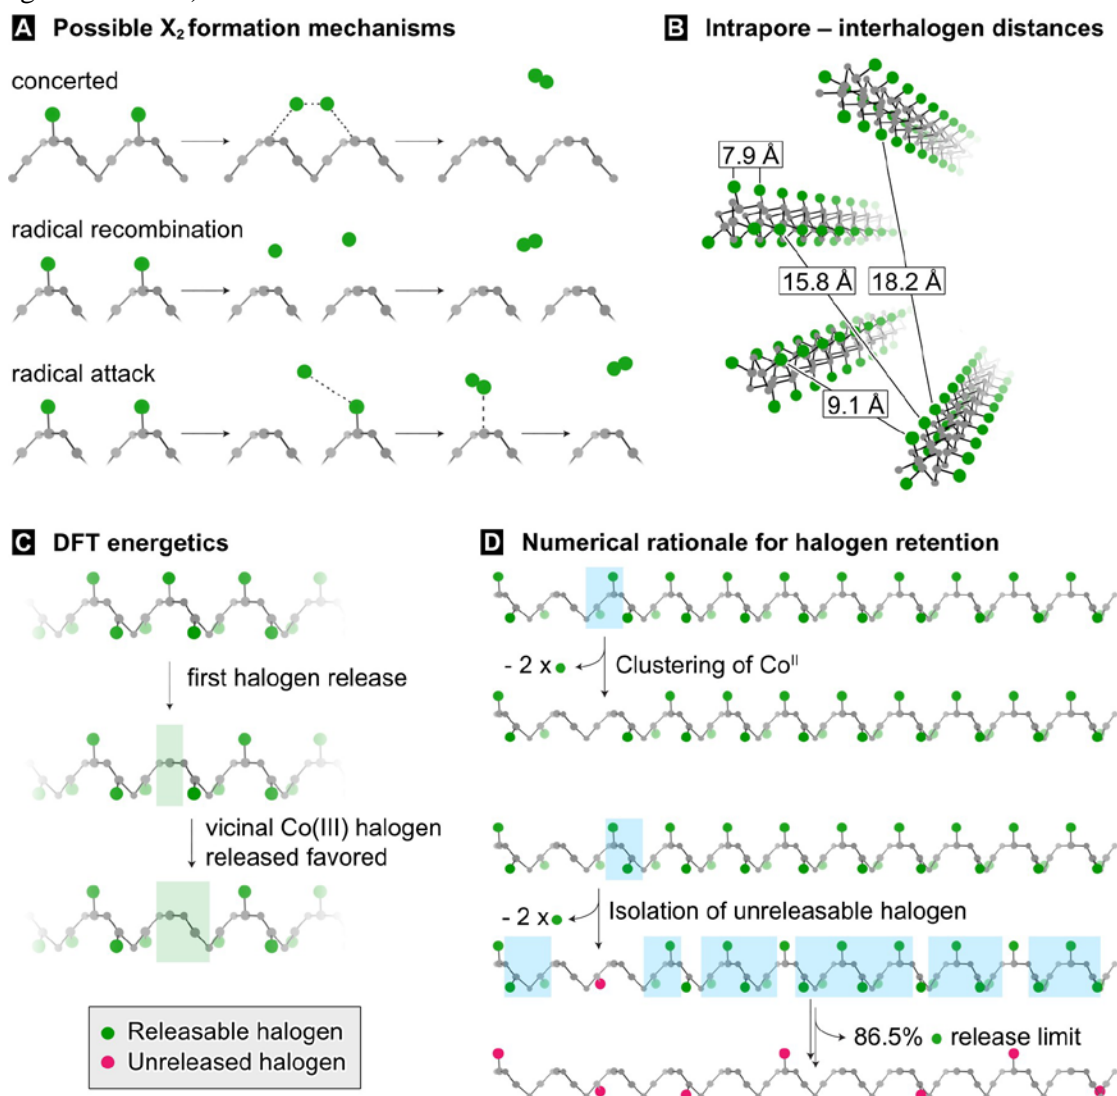 A Possible X₂ formation mechanisms
concerted
radical recombination
radical attack
B Intrapore – interhalogen distances
7.9 Å
15.8 Å
18.2 Å
9.1 Å
C DFT energetics
first halogen release
vicinal Co(III) halogen
released favored
Releasable halogen
Unreleased halogen
D Numerical rationale for halogen retention
- 2 x
Clustering of Coᴵᴵ
- 2 x
Isolation of unreleasable halogen
86.5% release limit